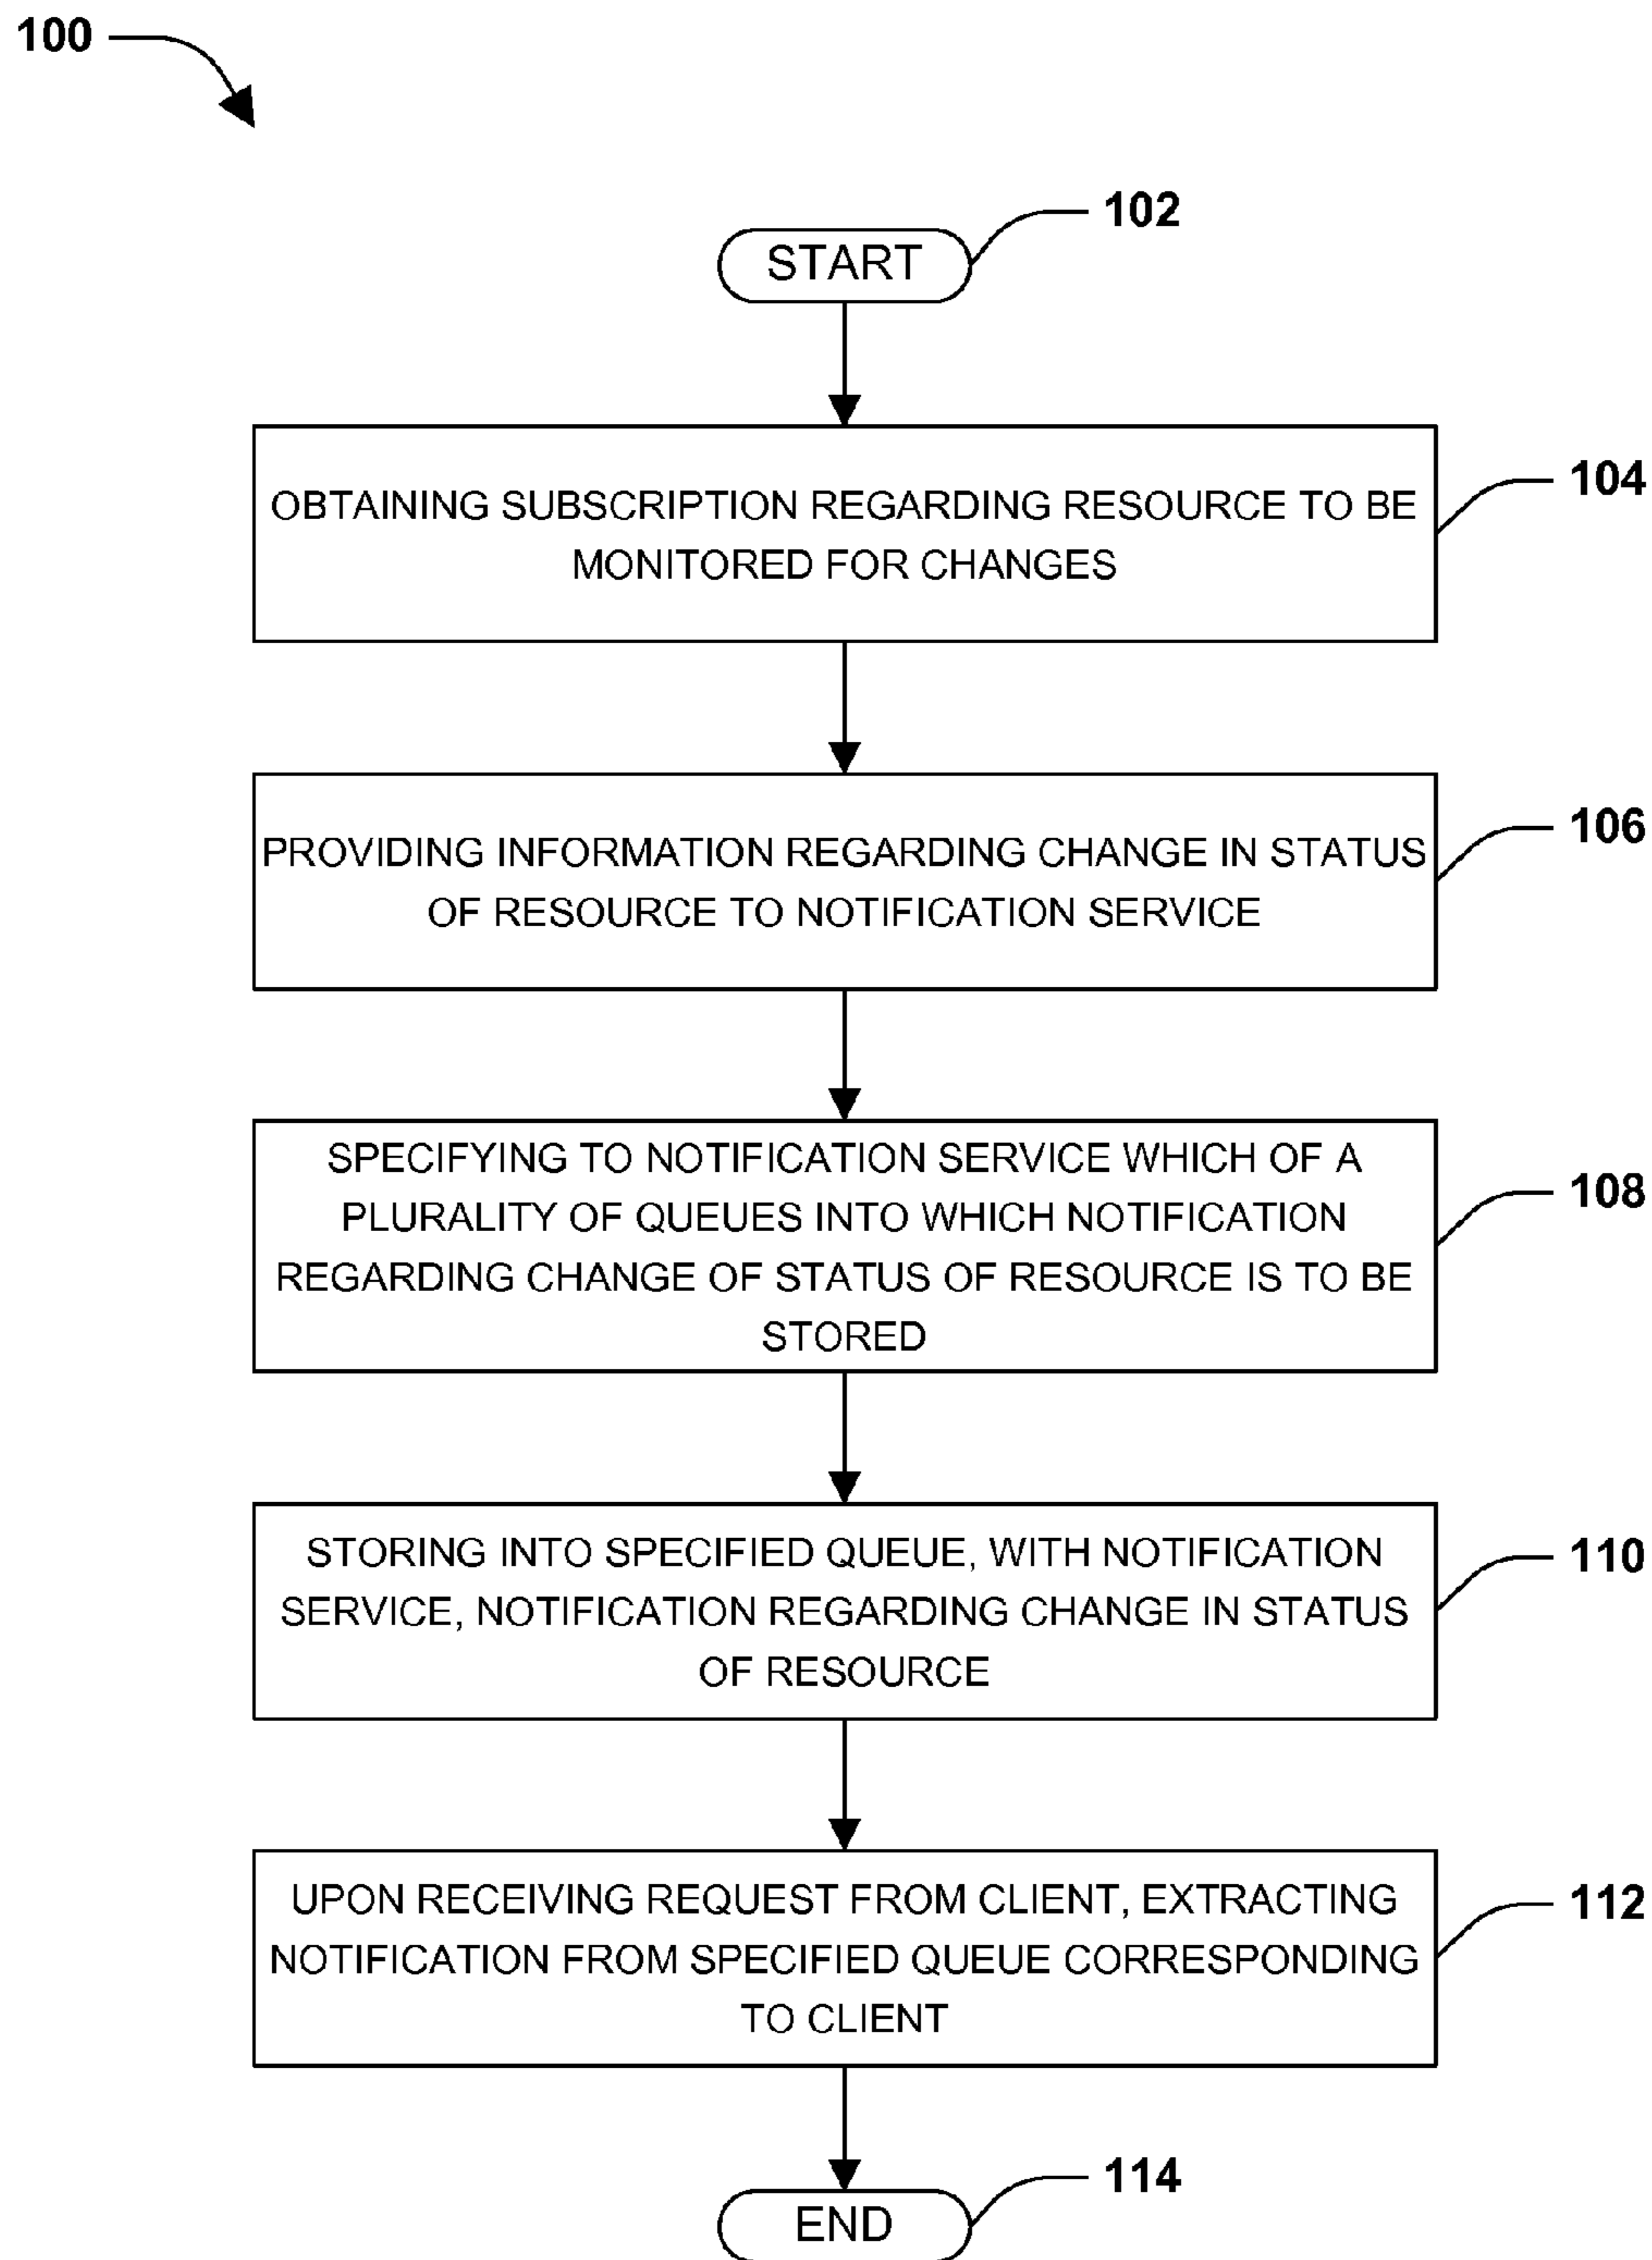 100
102
START
104
OBTAINING SUBSCRIPTION REGARDING RESOURCE TO BE
MONITORED FOR CHANGES
106
PROVIDING INFORMATION REGARDING CHANGE IN STATUS
OF RESOURCE TO NOTIFICATION SERVICE
108
SPECIFYING TO NOTIFICATION SERVICE WHICH OF A
PLURALITY OF QUEUES INTO WHICH NOTIFICATION
REGARDING CHANGE OF STATUS OF RESOURCE IS TO BE
STORED
110
STORING INTO SPECIFIED QUEUE, WITH NOTIFICATION
SERVICE, NOTIFICATION REGARDING CHANGE IN STATUS
OF RESOURCE
112
UPON RECEIVING REQUEST FROM CLIENT, EXTRACTING
NOTIFICATION FROM SPECIFIED QUEUE CORRESPONDING
TO CLIENT
114
END